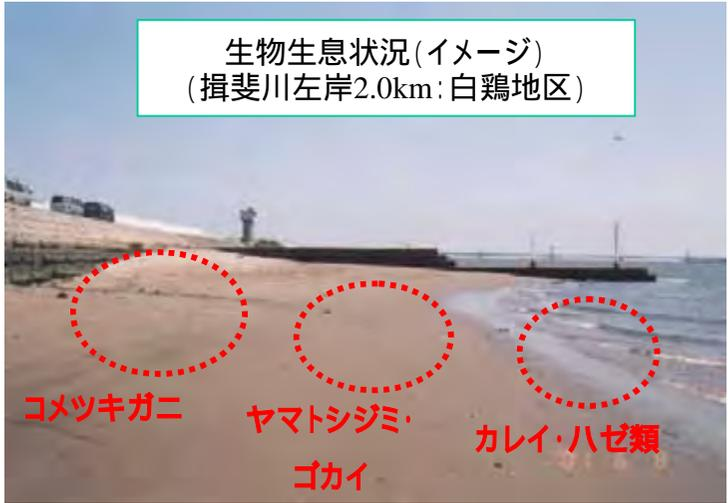 生物生息状況(イメージ)
(揖斐川左岸2.0km:白鶏地区)
コメツキガニ
ヤマトシジミ・
ゴカイ
カレイ・ハゼ類